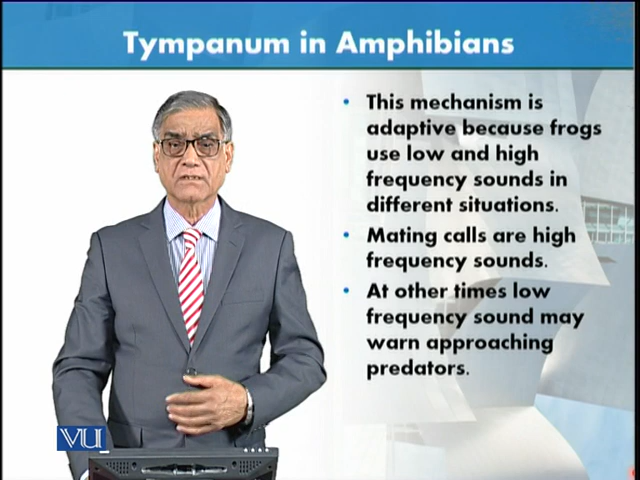 Tympanum in Amphibians
• This mechanism is
adaptive because frogs
use low and high
frequency sounds in
different situations.
• Mating calls are high
frequency sounds.
• At other times low
frequency sound may
warn approaching
predators.
VU